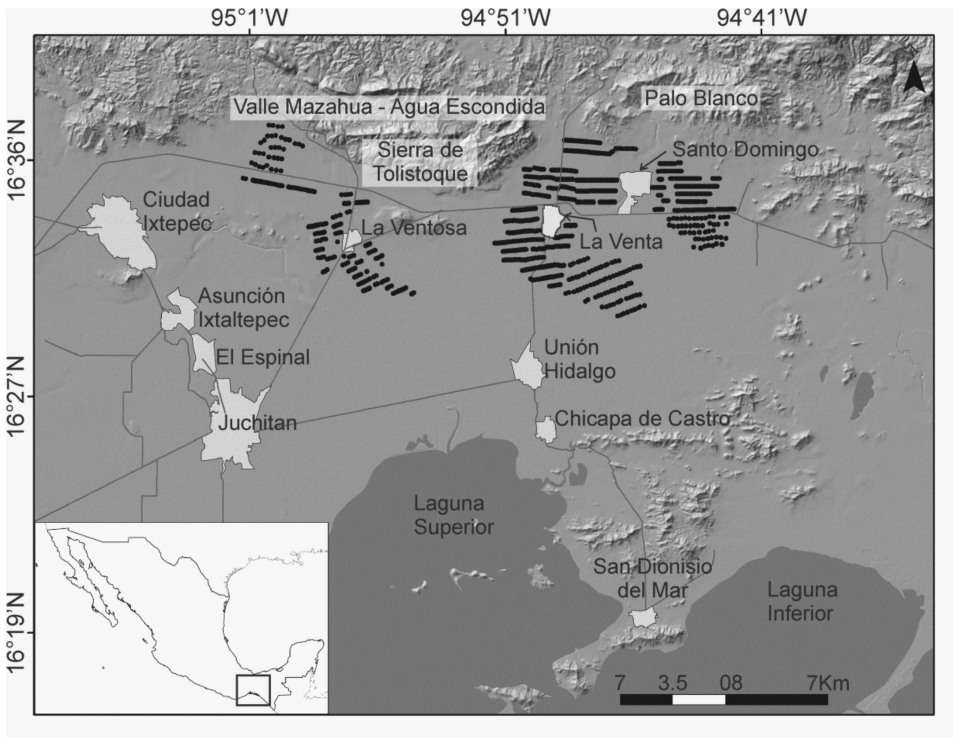 95°1’W 94°51’W 94°41’W
Valle Mazahua - Agua Escondida
Palo Blanco
16°36’N
Sierra de
Tolistoque
Santo Domingo
Ciudad
Ixtepec
La Ventosa
La Venta
Asunción
Ixtaltepec
El Espinal
Unión
Hidalgo
16°27’N
Juchitan
Chicapa de Castro
Laguna
Superior
San Dionisio
del Mar
Laguna
Inferior
16°19’N
7 3.5 08 7Km